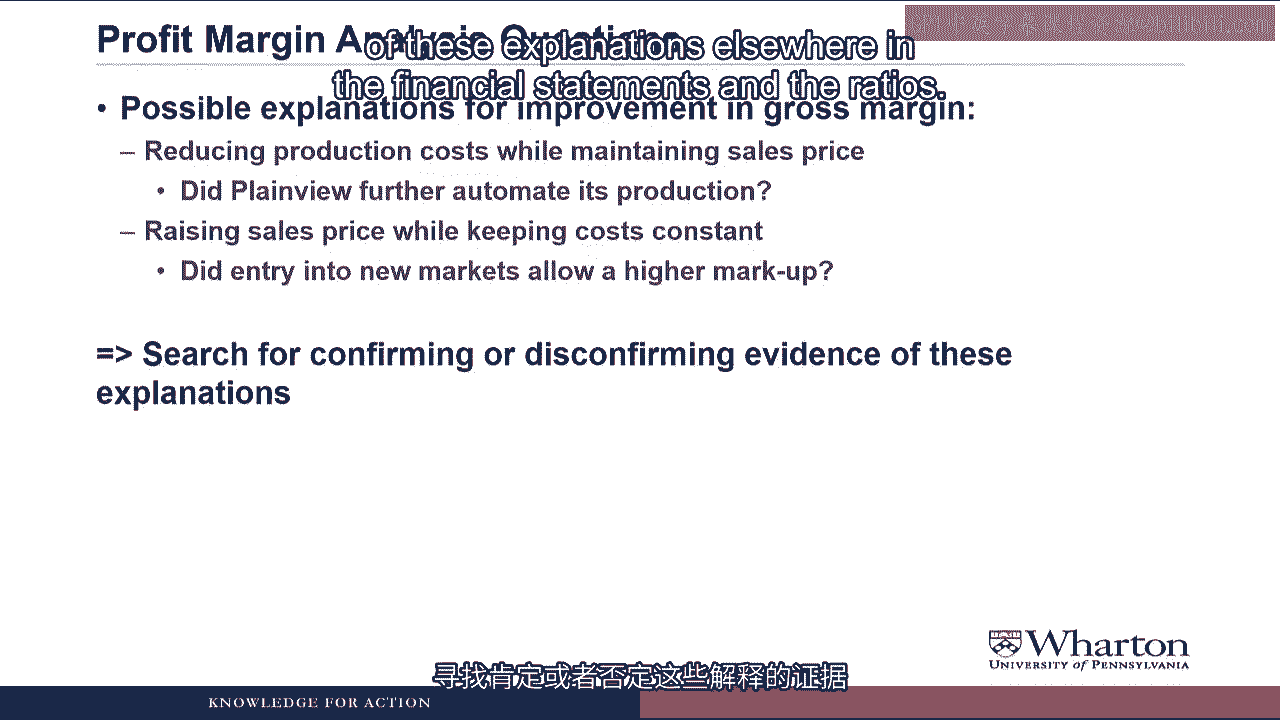 Profit Margin Analysis Questions
of these explanations elsewhere in
the financial statements and the ratios.
• Possible explanations for improvement in gross margin:
– Reducing production costs while maintaining sales price
• Did Plainview further automate its production?
– Raising sales price while keeping costs constant
• Did entry into new markets allow a higher mark-up?
=> Search for confirming or disconfirming evidence of these
explanations
Wharton
UNIVERSITY of PENNSYLVANIA
寻找肯定或者否定这些解释的证据
KNOWLEDGE FOR ACTION